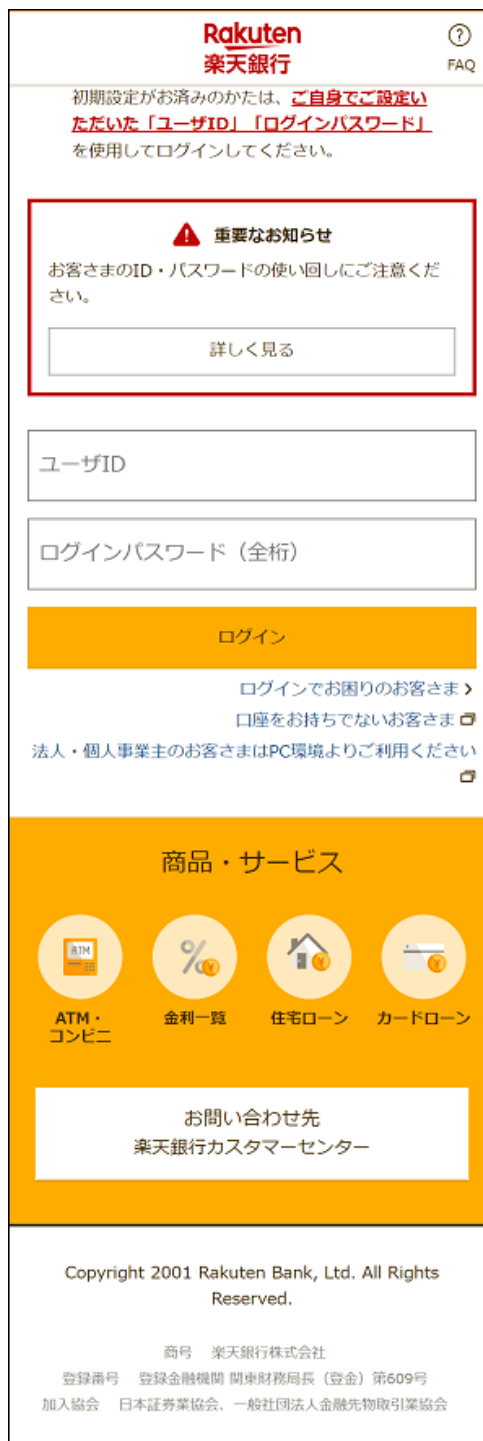 Rakuten
楽天銀行
?
FAQ
初期設定がお済みのかたは、ご自身でご設定い
ただいた「ユーザID」「ログインパスワード」
を使用してログインしてください。
重要なお知らせ
お客さまのID・パスワードの使い回しにご注意くだ
さい。
詳しく見る
ユーザID
ログインパスワード（全桁）
ログイン
ログインでお困りのお客さま
口座をお持ちでないお客さま
法人・個人事業主のお客さまはPC環境よりご利用ください
商品・サービス
ATM
% ¥
¥
¥
ATM・
コンビニ
金利一覧
住宅ローン
カードローン
お問い合わせ先
楽天銀行カスタマーセンター
Copyright 2001 Rakuten Bank, Ltd. All Rights
Reserved.
商号 楽天銀行株式会社
登録番号 登録金融機関 関東財務局長（登金）第609号
加入協会 日本証券業協会、一般社団法人金融先物取引業協会